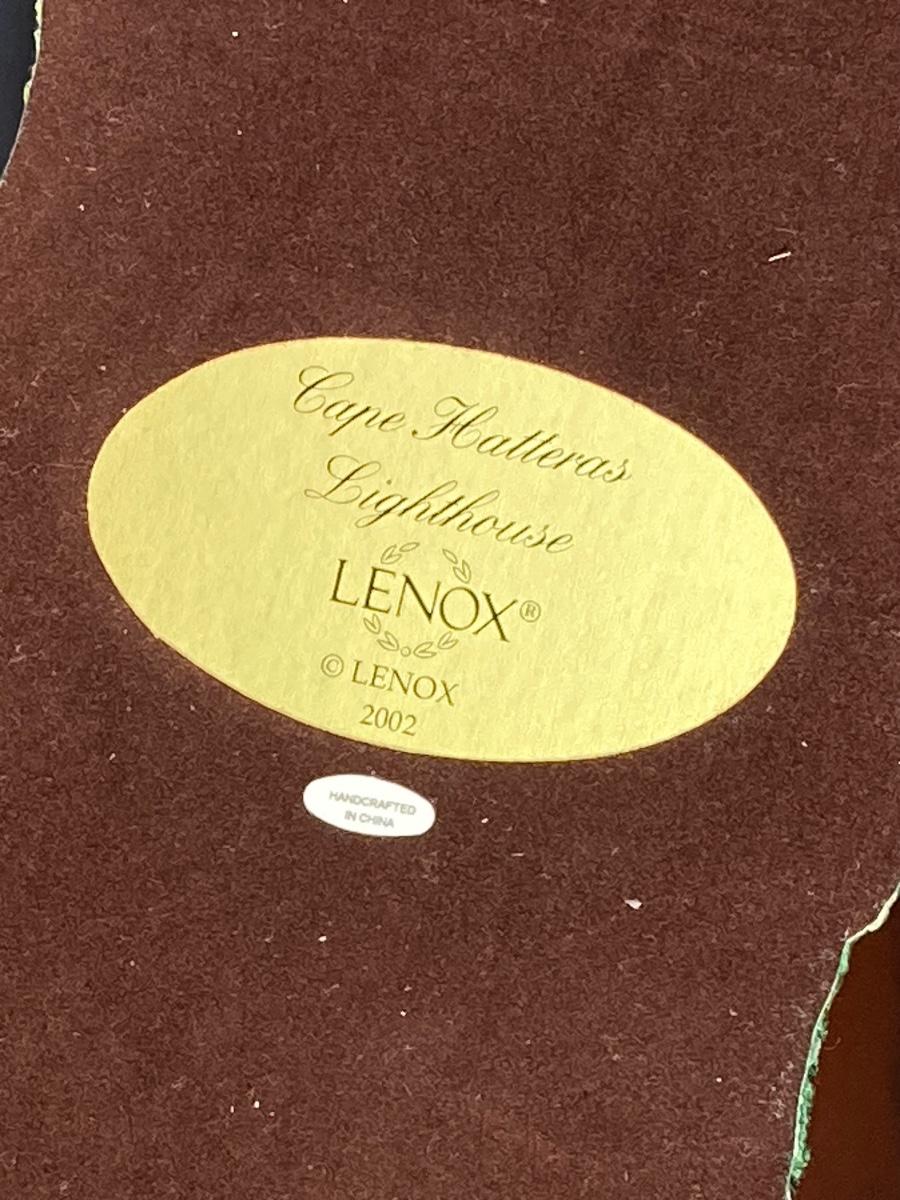 Cape Hatteras
Lighthouse
LENOX®
© LENOX
2002
HANDCRAFTED
IN CHINA